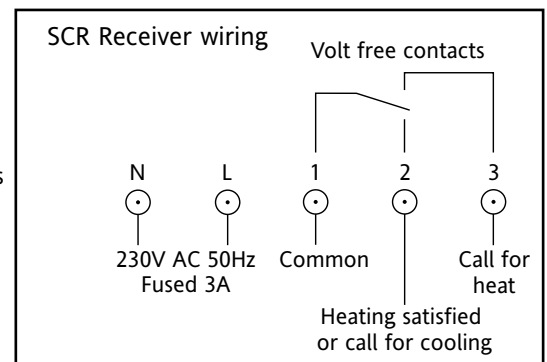 SCR Receiver wiring
Volt free contacts
s
N L 1 2 3
230V AC 50Hz
Fused 3A
Common
Call for
heat
Heating satisfied
or call for cooling